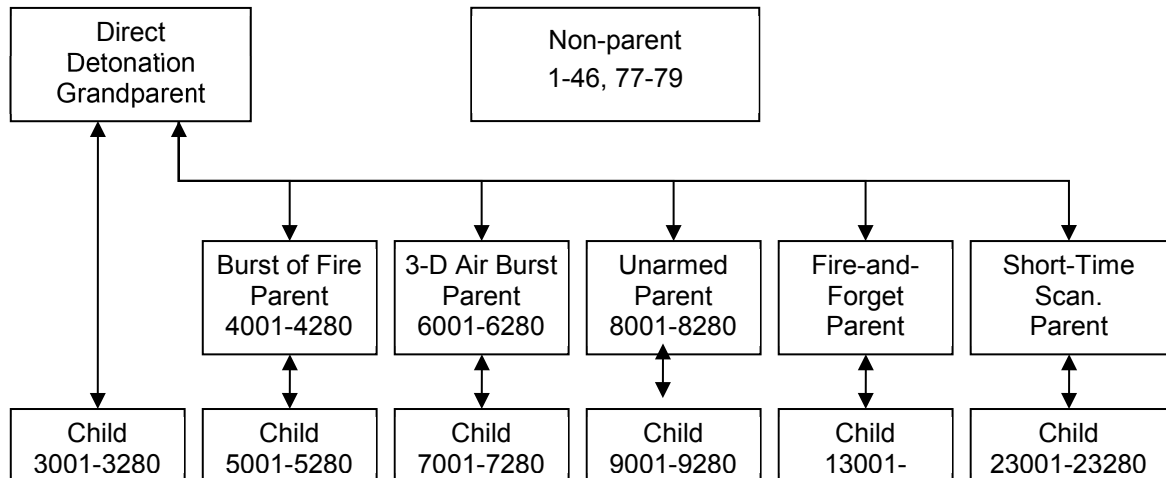 Direct
Detonation
Grandparent
Non-parent
1-46, 77-79
Burst of Fire
Parent
4001-4280
3-D Air Burst
Parent
6001-6280
Unarmed
Parent
8001-8280
Fire-and-
Forget
Parent
Short-Time
Scan.
Parent
Child
3001-3280
Child
5001-5280
Child
7001-7280
Child
9001-9280
Child
13001-
Child
23001-23280